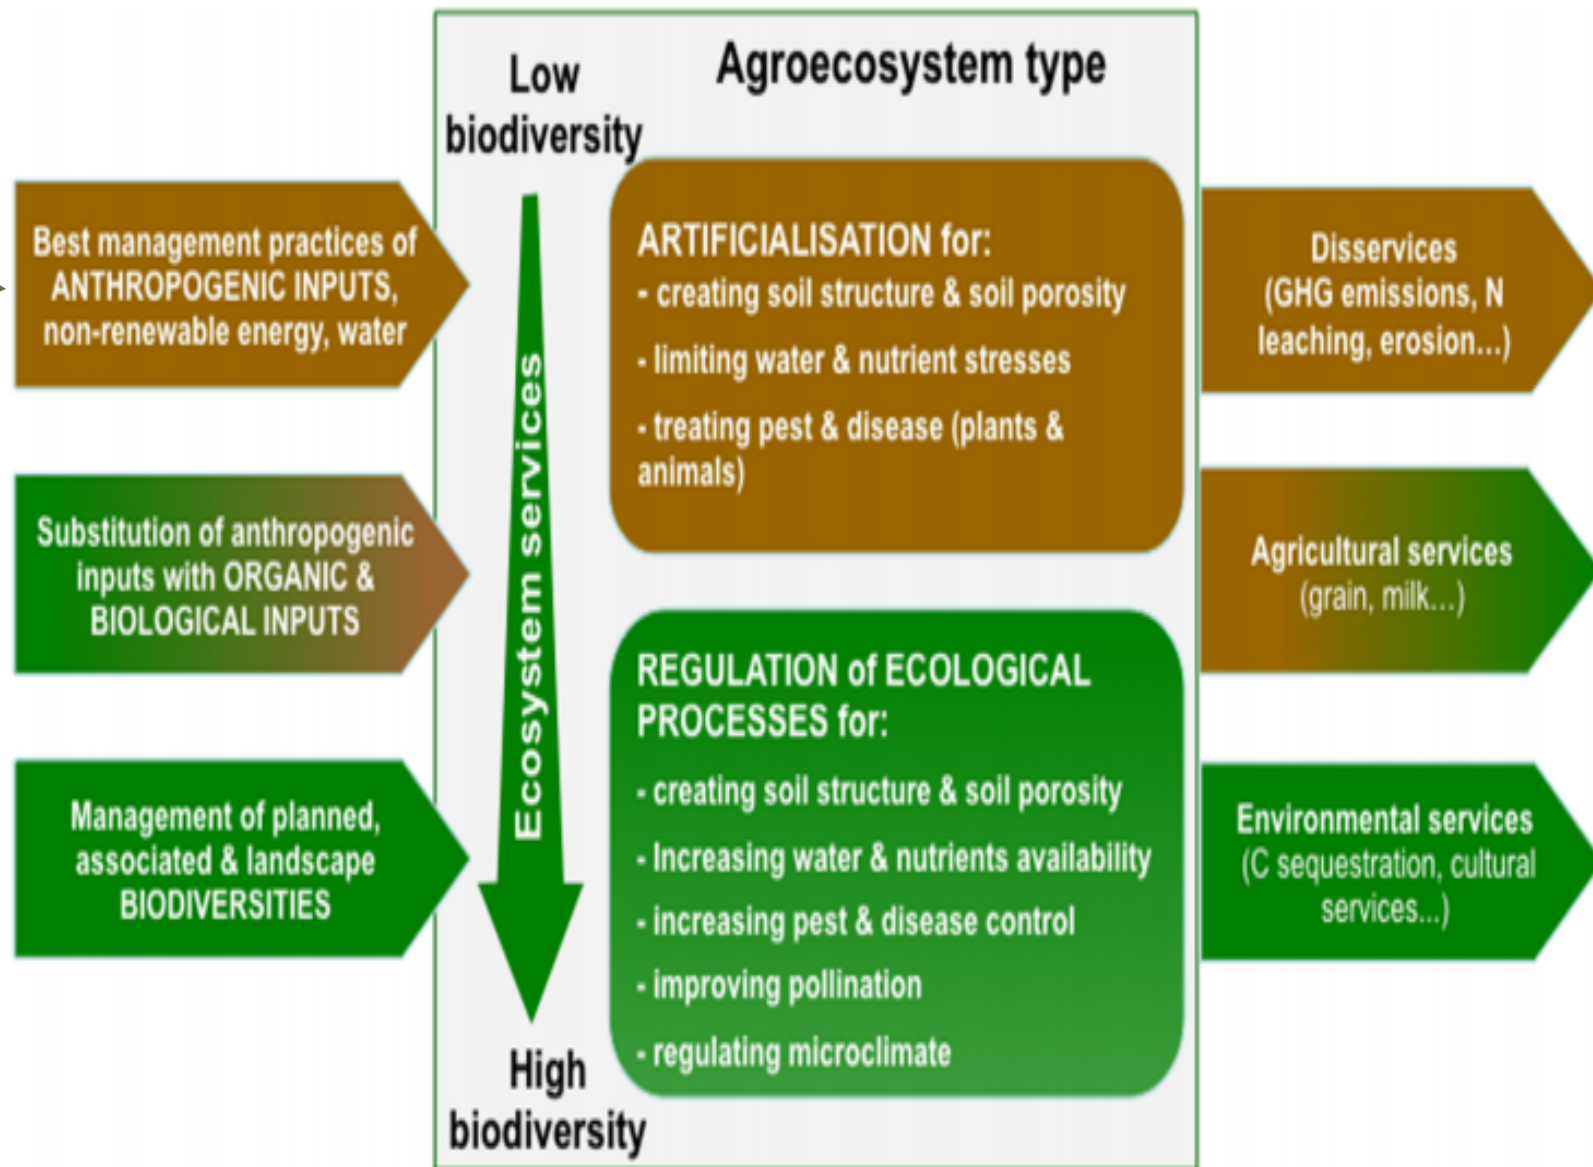 Low
biodiversity
Agroecosystem type
Best management practices of
ANTHROPOGENIC INPUTS,
non-renewable energy, water
Substitution of anthropogenic
inputs with ORGANIC &
BIOLOGICAL INPUTS
Management of planned,
associated & landscape
BIODIVERSITIES
Ecosystem services
High
biodiversity
ARTIFICIALISATION for:
- creating soil structure & soil porosity
- limiting water & nutrient stresses
- treating pest & disease (plants &
animals)
REGULATION of ECOLOGICAL
PROCESSES for:
- creating soil structure & soil porosity
- Increasing water & nutrients availability
- increasing pest & disease control
- improving pollination
- regulating microclimate
Disservices
(GHG emissions, N
leaching, erosion...)
Agricultural services
(grain, milk...)
Environmental services
(C sequestration, cultural
services...)